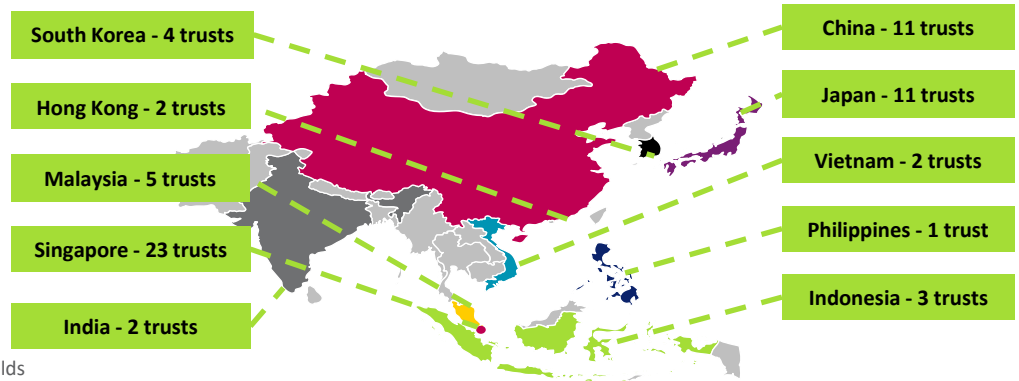 South Korea - 4 trusts
Hong Kong - 2 trusts
Malaysia - 5 trusts
Singapore - 23 trusts
India - 2 trusts
China - 11 trusts
Japan - 11 trusts
Vietnam - 2 trusts
Philippines - 1 trust
Indonesia - 3 trusts
lds